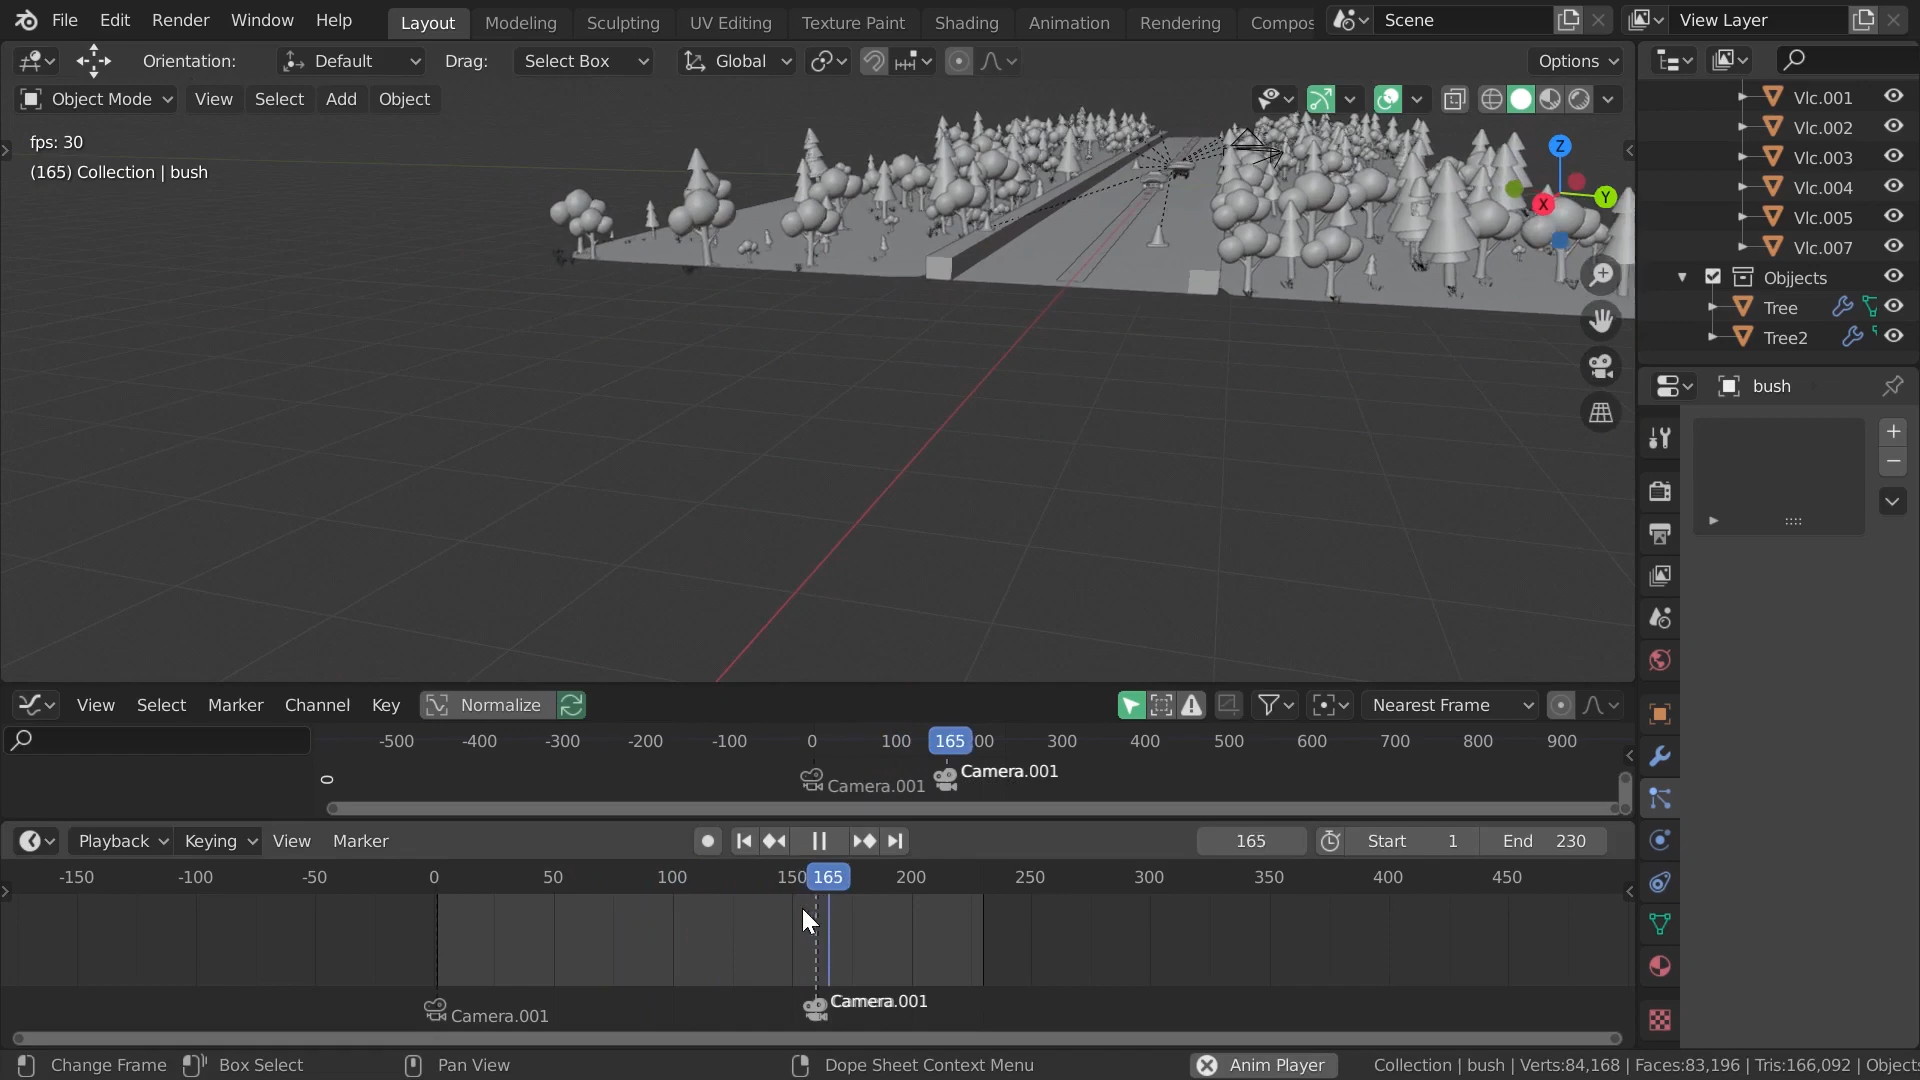 File Edit Render Window Help Layout Modeling Sculpting UV Editing Texture Paint Shading Animation Rendering Compos Scene View Layer
Orientation: Default Drag: Select Box Global Options
Object Mode View Select Add Object
fps: 30
(165) Collection | bush
Z
Y
X
Vlc.001
Vlc.002
Vlc.003
Vlc.004
Vlc.005
Vlc.007
Objjects
Tree
Tree2
bush
View Select Marker Channel Key Normalize Nearest Frame
-500 -400 -300 -200 -100 0 100 165 00 300 400 500 600 700 800 900
0
Camera.001 Camera.001
Playback Keying View Marker 165 Start 1 End 230
-150 -100 -50 0 50 100 150 165 200 250 300 350 400 450
Camera.001 Camera.001
Change Frame Box Select Pan View Dope Sheet Context Menu Anim Player Collection | bush | Verts:84,168 | Faces:83,196 | Tris:166,092 | Object